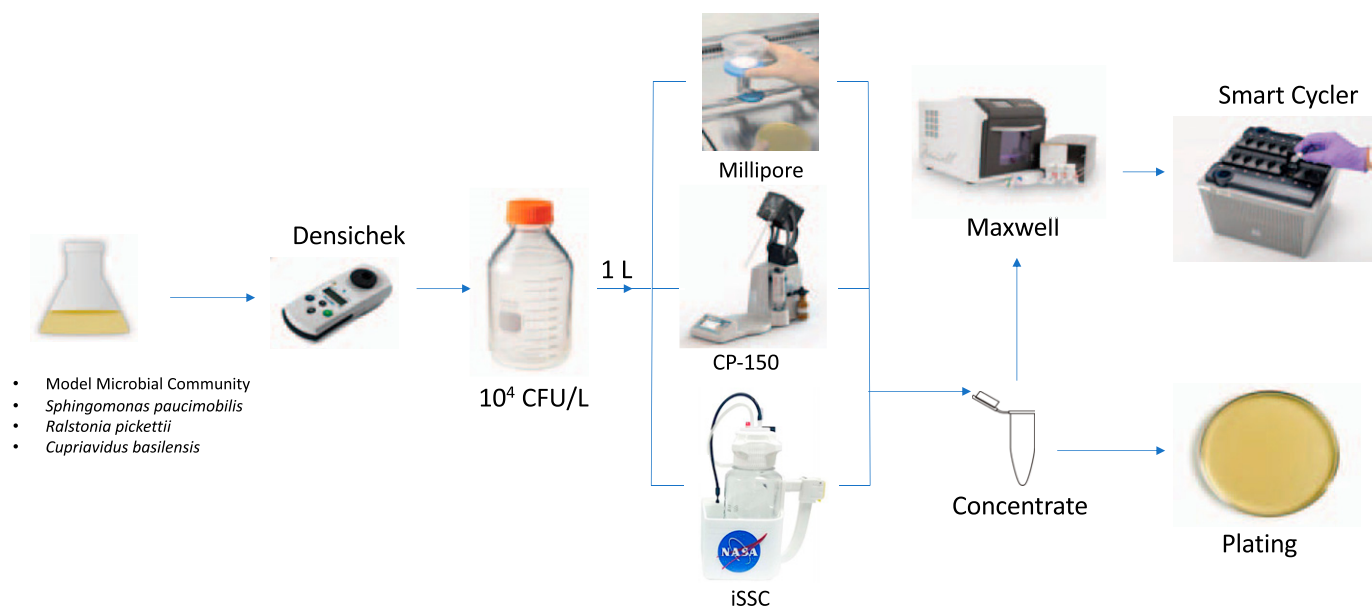 Densichek
• Model Microbial Community
• Sphingomonas paucimobilis
• Ralstonia pickettii
• Cupriavidus basilensis
10⁴ CFU/L
1 L
Millipore
CP-150
NASA
iSSC
Maxwell
Smart Cycler
Concentrate
Plating